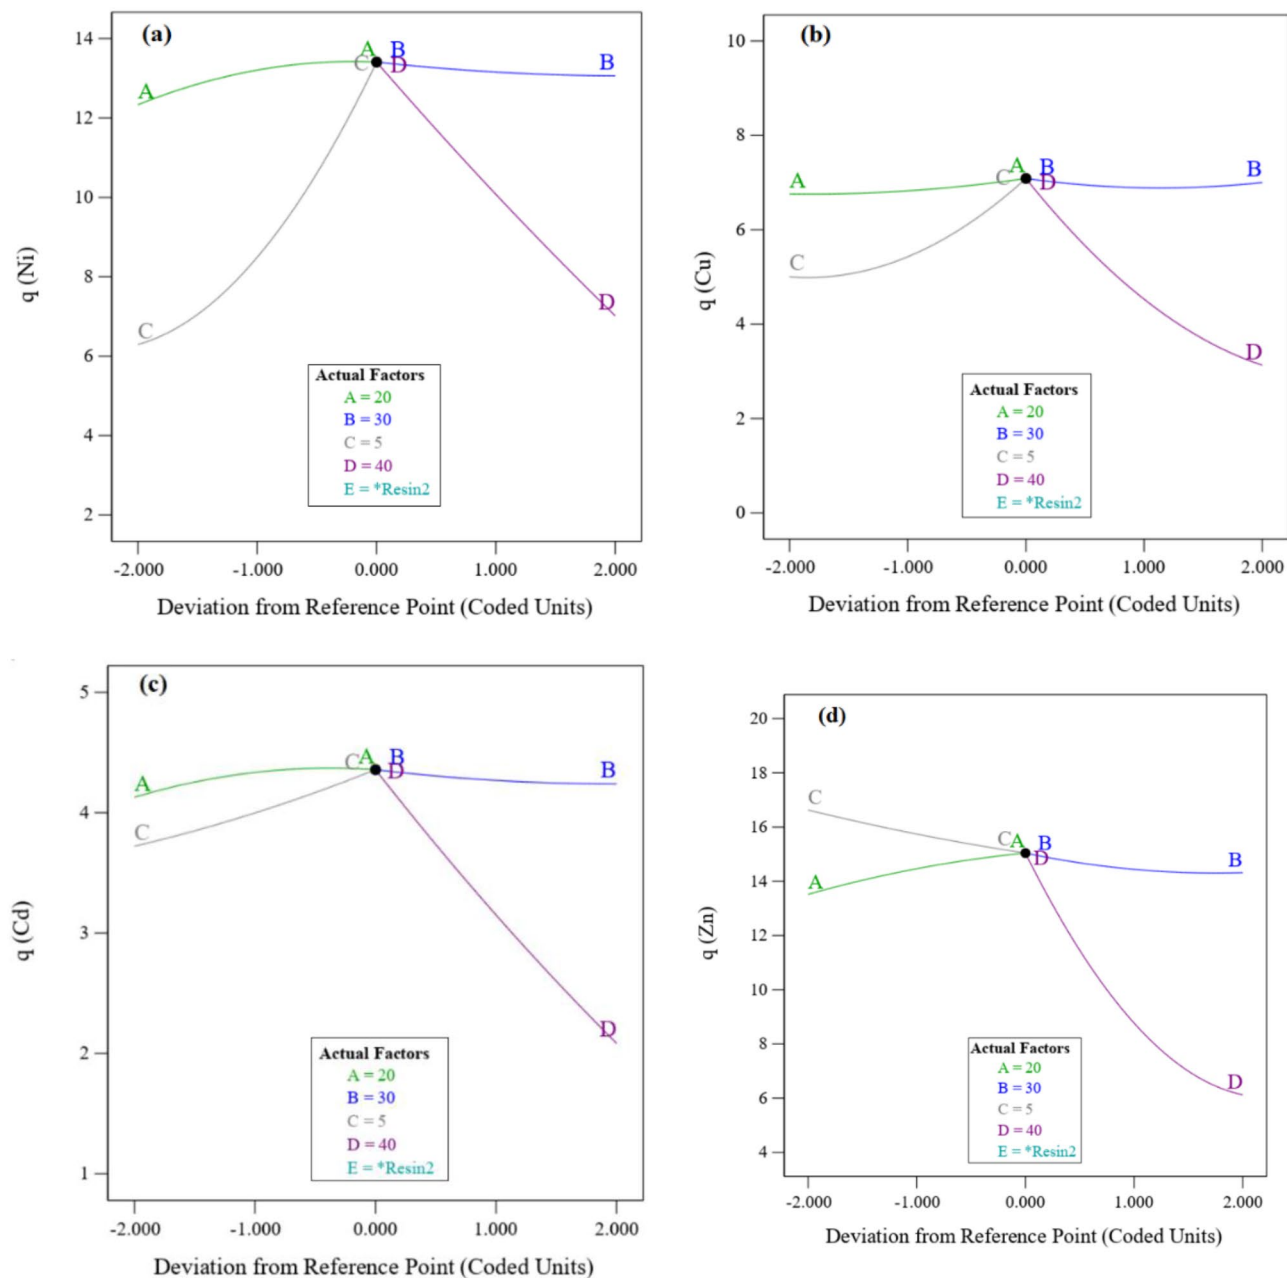 (a)
14
12
10
8
6
4
2
q (Ni)
A
C
A
B
C
D
B
D
Actual Factors
A = 20
B = 30
C = 5
D = 40
E = *Resin2
-2.000 -1.000 0.000 1.000 2.000
Deviation from Reference Point (Coded Units)
(b)
10
8
6
4
2
0
q (Cu)
A
C
A
B
C
D
B
D
Actual Factors
A = 20
B = 30
C = 5
D = 40
E = *Resin2
-2.000 -1.000 0.000 1.000 2.000
Deviation from Reference Point (Coded Units)
(c)
5
4
3
2
1
q (Cd)
A
C
C
A
B
D
B
D
Actual Factors
A = 20
B = 30
C = 5
D = 40
E = *Resin2
-2.000 -1.000 0.000 1.000 2.000
Deviation from Reference Point (Coded Units)
(d)
20
18
16
14
12
10
8
6
4
q (Zn)
C
A
C
A
B
D
B
D
Actual Factors
A = 20
B = 30
C = 5
D = 40
E = *Resin2
-2.000 -1.000 0.000 1.000 2.000
Deviation from Reference Point (Coded Units)